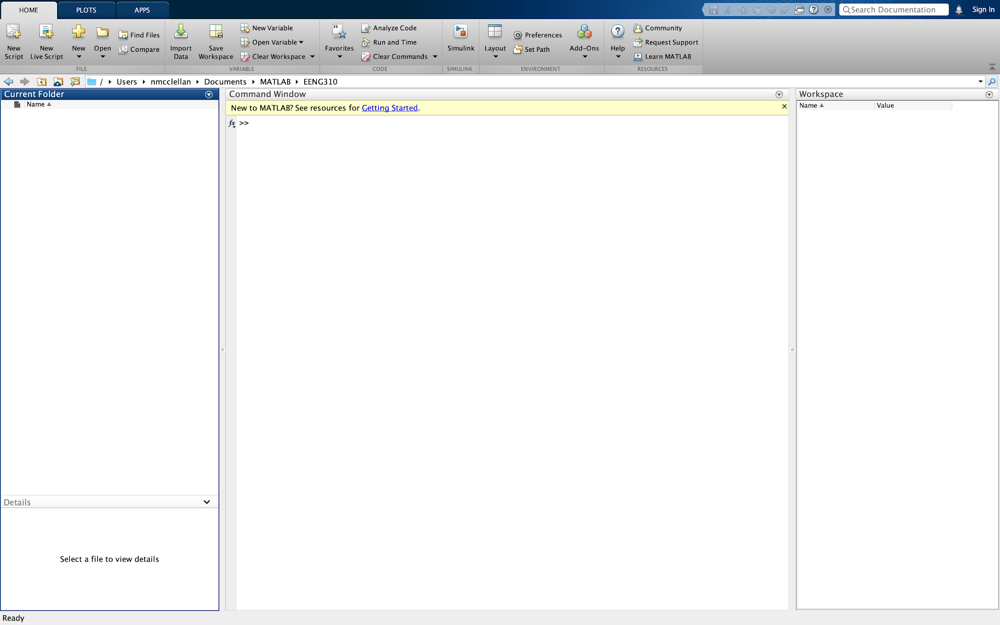 HOME PLOTS APPS Search Documentation Sign In
New Script
New Live Script
New
Open
Find Files
Compare
FILE
Import Data
Save Workspace
New Variable
Open Variable
Clear Workspace
VARIABLE
Favorites
Analyze Code
Run and Time
Clear Commands
CODE
Simulink
SIMULINK
Layout
Preferences
Set Path
Add-Ons
ENVIRONMENT
Help
Community
Request Support
Learn MATLAB
RESOURCES
/ Users nmcclellan Documents MATLAB EENG310
Current Folder
Name
Details
Select a file to view details
Command Window
New to MATLAB? See resources for Getting Started.
fx >>
Workspace
Name Value
Ready